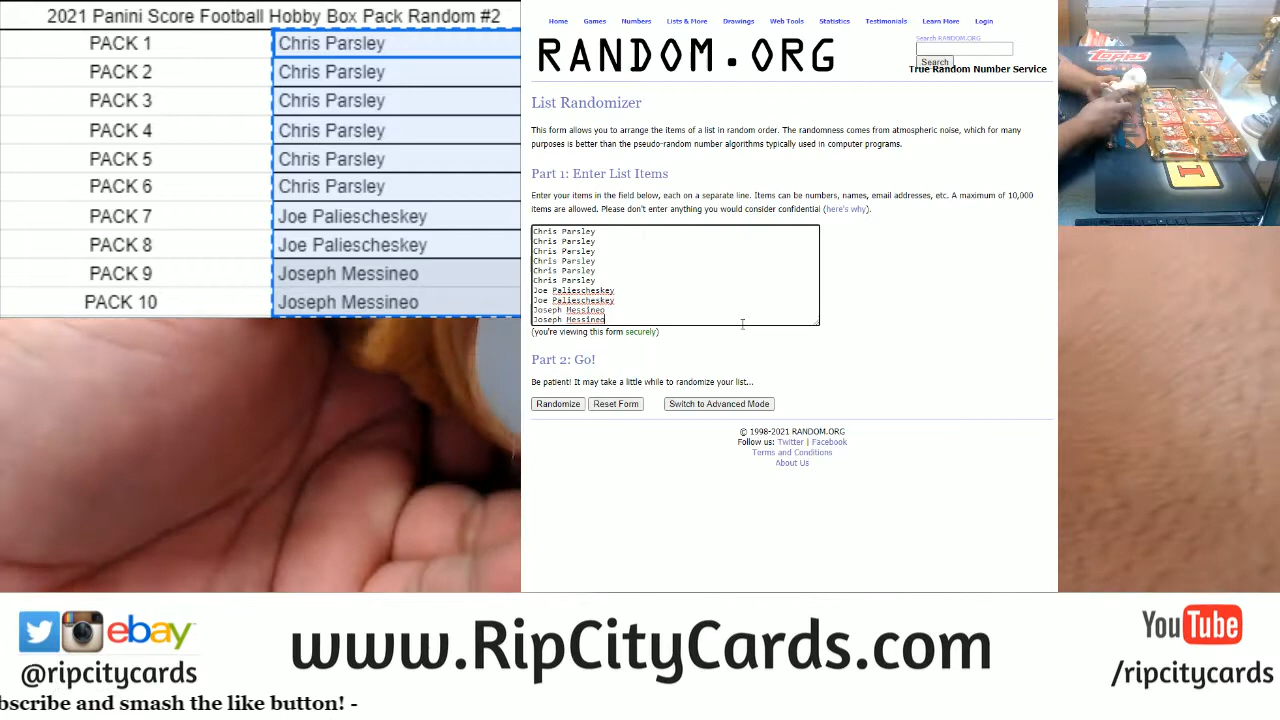 2021 Panini Score Football Hobby Box Pack Random #2
PACK 1 Chris Parsley
PACK 2 Chris Parsley
PACK 3 Chris Parsley
PACK 4 Chris Parsley
PACK 5 Chris Parsley
PACK 6 Chris Parsley
PACK 7 Joe Paliescheskey
PACK 8 Joe Paliescheskey
PACK 9 Joseph Messineo
PACK 10 Joseph Messineo
Home Games Numbers Lists & More Drawings Web Tools Statistics Testimonials Learn More Login
RANDOM.ORG
Search RANDOM.ORG
Search
True Random Number Service
List Randomizer
This form allows you to arrange the items of a list in random order. The randomness comes from atmospheric noise, which for many
purposes is better than the pseudo-random number algorithms typically used in computer programs.
Part 1: Enter List Items
Enter your items in the field below, each on a separate line. Items can be numbers, names, email addresses, etc. A maximum of 10,000
items are allowed. Please don't enter anything you would consider confidential (here's why).
Chris Parsley
Chris Parsley
Chris Parsley
Chris Parsley
Chris Parsley
Chris Parsley
Joe Paliescheskey
Joe Paliescheskey
Joseph Messineo
Joseph Messineo
(you're viewing this form securely)
Part 2: Go!
Be patient! It may take a little while to randomize your list...
Randomize Reset Form Switch to Advanced Mode
© 1998-2021 RANDOM.ORG
Follow us: Twitter | Facebook
Terms and Conditions
About Us
Topps
ebay
@ripcitycards
www.RipCityCards.com
YouTube
/ripcitycards
bscribe and smash the like button! -